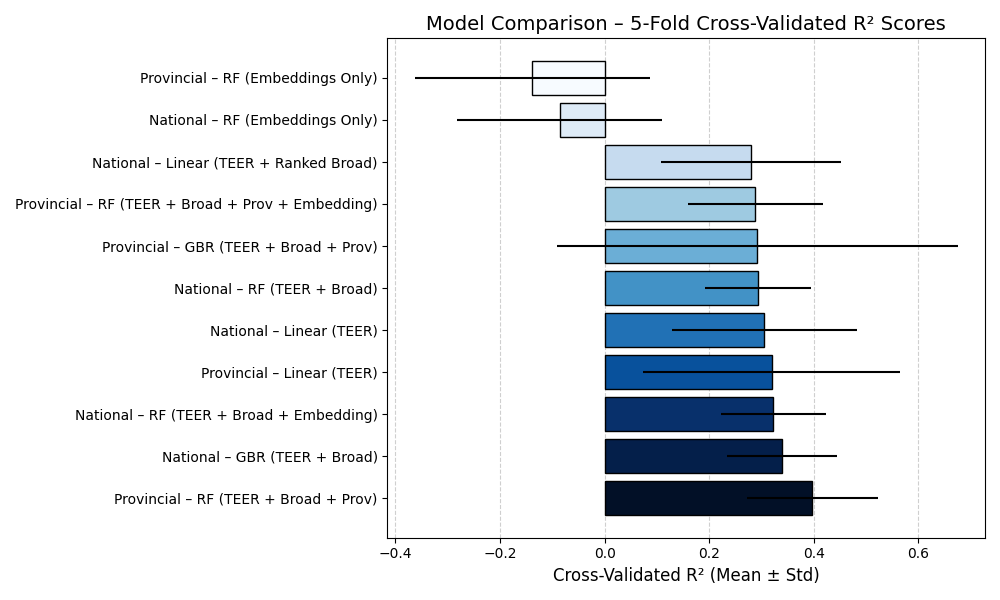 Model Comparison – 5-Fold Cross-Validated R² Scores
Provincial – RF (Embeddings Only)
National – RF (Embeddings Only)
National – Linear (TEER + Ranked Broad)
Provincial – RF (TEER + Broad + Prov + Embedding)
Provincial – GBR (TEER + Broad + Prov)
National – RF (TEER + Broad)
National – Linear (TEER)
Provincial – Linear (TEER)
National – RF (TEER + Broad + Embedding)
National – GBR (TEER + Broad)
Provincial – RF (TEER + Broad + Prov)
−0.4 −0.2 0.0 0.2 0.4 0.6
Cross-Validated R² (Mean ± Std)